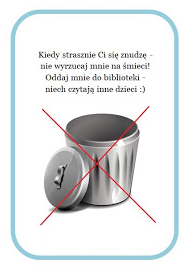 Kiedy strasznie Ci się znudzę -
nie wyrzucaj mnie na śmieci!
Oddaj mnie do biblioteki -
niech czytają inne dzieci :)